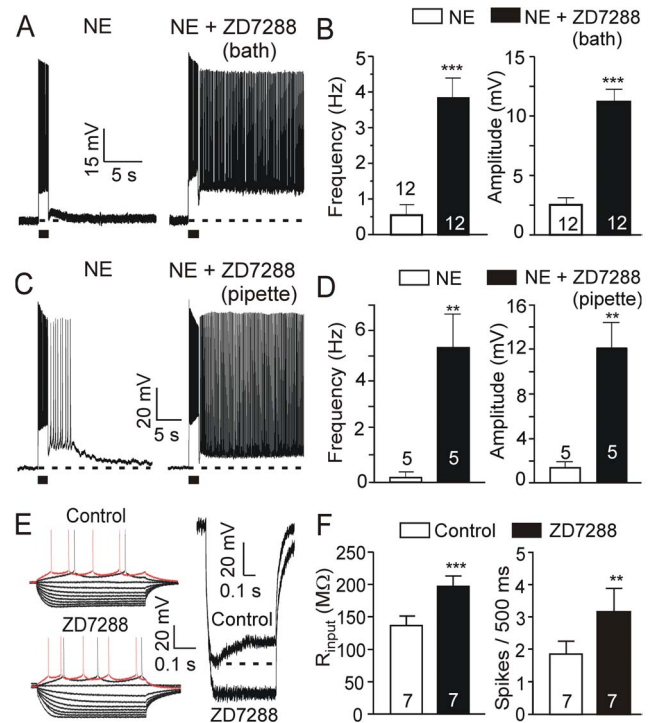 A
NE
NE + ZD7288
(bath)
15 mV
5 s
B
NE
NE + ZD7288
(bath)
Frequency (Hz)
5
4
3
2
1
0
12
12
***
Amplitude (mV)
15
10
5
0
12
12
***
C
NE
NE + ZD7288
(pipette)
20 mV
5 s
D
NE
NE + ZD7288
(pipette)
Frequency (Hz)
6
4
2
0
5
5
**
Amplitude (mV)
16
12
8
4
0
5
5
**
E
Control
ZD7288
20 mV
0.1 s
20 mV
0.1 s
Control
ZD7288
F
Control
ZD7288
Rinput (MΩ)
250
200
150
100
50
0
7
7
***
Spikes / 500 ms
5
4
3
2
1
0
7
7
**